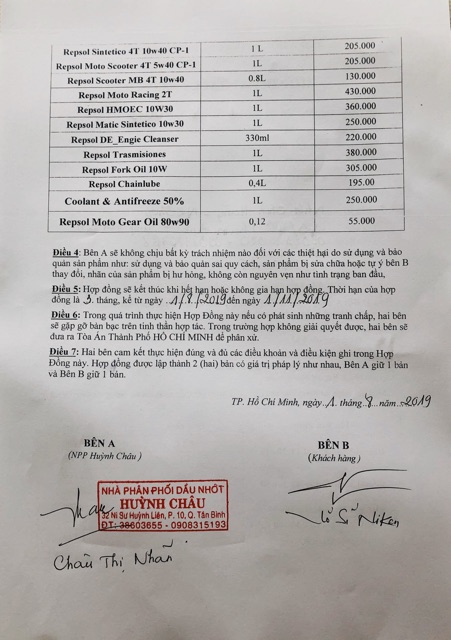 Repsol Sintetico 4T 10w40 CP-1 1 L 205.000
Repsol Moto Scooter 4T 5w40 CP-1 1L 205.000
Repsol Scooter MB 4T 10w40 0.8L 130.000
Repsol Moto Racing 2T 1L 430.000
Repsol HMOEC 10W30 1L 360.000
Repsol Matic Sintetico 10w30 1L 250.000
Repsol DE_Engie Cleanser 330ml 220.000
Repsol Trasmisiones 1L 380.000
Repsol Fork Oil 10W 1L 305.000
Repsol Chainlube 0,4L 195.00
Coolant & Antifreeze 50% 1L 250.000
Repsol Moto Gear Oil 80w90 0,12 55.000
Điều 4: Bên A sẽ không chịu bất kỳ trách nhiệm nào đối với các thiệt hại do sử dụng và bảo
quản sản phẩm như: sử dụng và bảo quản sai quy cách, sản phẩm bị sửa chữa hoặc tự ý bên B
thay đổi, nhãn của sản phẩm bị hư hỏng, không còn nguyên vẹn như tình trạng ban đầu,
Điều 5: Hợp đồng sẽ kết thúc khi hết hạn hoặc không gia hạn hợp đồng. Thời hạn của hợp
đồng là 3 tháng, kể từ ngày 1/8/2019 đến ngày 1/11/2019
Điều 6: Trong quá trình thực hiện Hợp Đồng này nếu có phát sinh những tranh chấp, hai bên
sẽ gặp gỡ bàn bạc trên tinh thần hợp tác. Trong trường hợp không giải quyết được, hai bên sẽ
đưa ra Tòa Án Thành Phố HỒ CHÍ MINH để phân xử.
Điều 7: Hai bên cam kết thực hiện đúng và đủ các điều khoản và điều kiện ghi trong Hợp
Đồng này. Hợp đồng được lập thành 2 (hai) bản có giá trị pháp lý như nhau, Bên A giữ 1 bản
và Bên B giữ 1 bản.
TP. Hồ Chí Minh, ngày..1. tháng..8...năm..2019
BÊN A BÊN B
(NPP Huỳnh Châu) (Khách hàng)
NHÀ PHÂN PHỐI DẦU NHỚT
HUỲNH CHÂU
32 Ni Sư Huỳnh Liên, P. 10, Q. Tân Bình
ĐT: 38603655 - 0908315193
Châu Thị Nhẫn